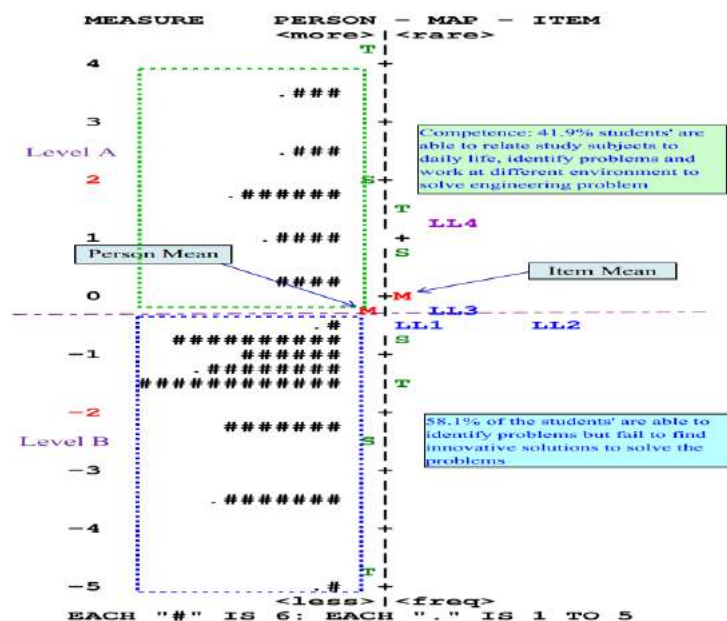 MEASURE PERSON - MAP - ITEM
<more> T <rare>
4 +
.###
3 +
Level A
.### Competence: 41.9% students' are
able to relate study subjects to
2 S + daily life, identify problems and
.###### work at different environment to
solve engineering problem
T
LL4
1 .#### +
S
Person Mean
.#### Item Mean
0 M
M LL3
.# LL1 LL2
######### S
-1 ##### +
.#######
############ T
-2 +
58.1% of the students' are able to
####### identify problems but fail to find
Level B S innovative solutions to solve the
problems
-3 +
.#######
-4 +
T
-5 .# +
<less> <freq>
EACH "#" IS 6: EACH "." IS 1 TO 5